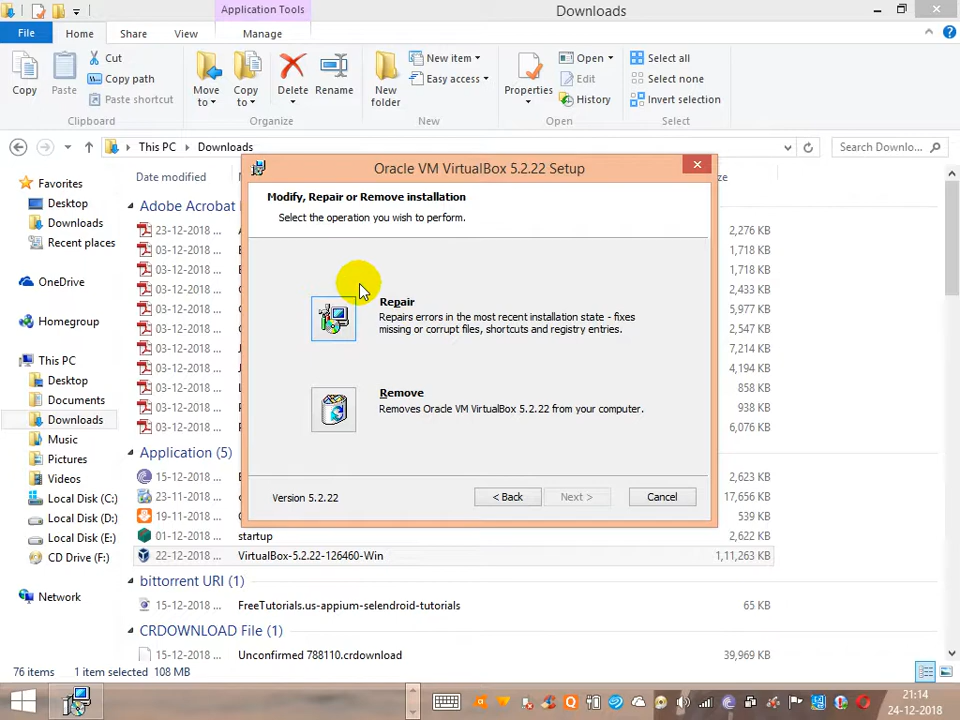 Application Tools
Downloads
File
Home
Share
View
Manage
Copy
Paste
Cut
Copy path
Paste shortcut
Clipboard
Move to
Copy to
Delete
Rename
Organize
New folder
New item
Easy access
New
Properties
Open
Edit
History
Open
Select all
Select none
Invert selection
Select
This PC
Downloads
Search Downlo...
Favorites
Desktop
Downloads
Recent places
OneDrive
Homegroup
This PC
Desktop
Documents
Downloads
Music
Pictures
Videos
Local Disk (C:)
Local Disk (D:)
Local Disk (E:)
CD Drive (F:)
Network
Date modified
Adobe Acrobat
23-12-2018 ... 2,276 KB
03-12-2018 ... 1,718 KB
03-12-2018 ... 1,718 KB
03-12-2018 ... 2,433 KB
03-12-2018 ... 2,977 KB
03-12-2018 ... 2,547 KB
03-12-2018 ... 7,214 KB
03-12-2018 ... 4,194 KB
03-12-2018 ... 858 KB
03-12-2018 ... 938 KB
03-12-2018 ... 6,076 KB
Application (5)
15-12-2018 ... 2,623 KB
23-11-2018 ... 17,656 KB
19-11-2018 ... 539 KB
01-12-2018 ... startup 2,622 KB
22-12-2018 ... VirtualBox-5.2.22-126460-Win 1,11,263 KB
bittorrent URI (1)
15-12-2018 ... FreeTutorials.us-appium-selendroid-tutorials 65 KB
CRDOWNLOAD File (1)
15-12-2018 ... Unconfirmed 788110.crdownload 39,969 KB
Oracle VM VirtualBox 5.2.22 Setup
Modify, Repair or Remove installation
Select the operation you wish to perform.
Repair
Repairs errors in the most recent installation state - fixes
missing or corrupt files, shortcuts and registry entries.
Remove
Removes Oracle VM VirtualBox 5.2.22 from your computer.
Version 5.2.22
< Back
Next >
Cancel
76 items
1 item selected
108 MB
21:14
24-12-2018